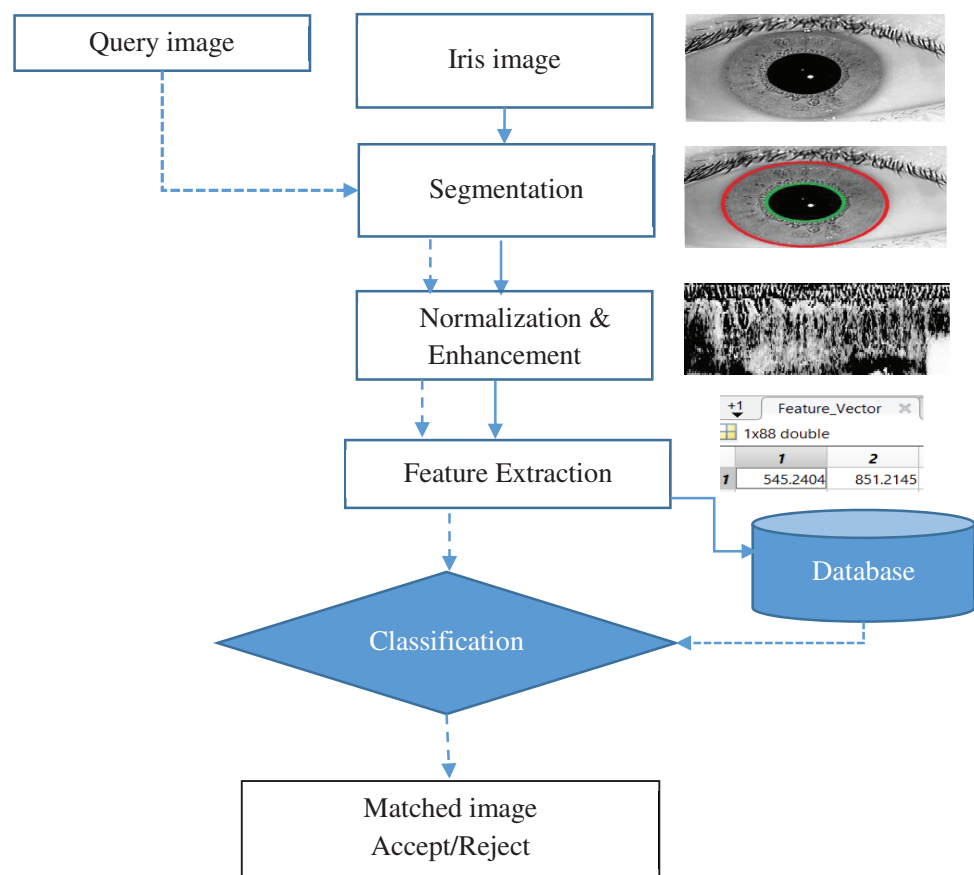 Query image
Iris image
Segmentation
Normalization &
Enhancement
+1 Feature_Vector
1x88 double
1 2
1 545.2404 851.2145
Feature Extraction
Database
Classification
Matched image
Accept/Reject